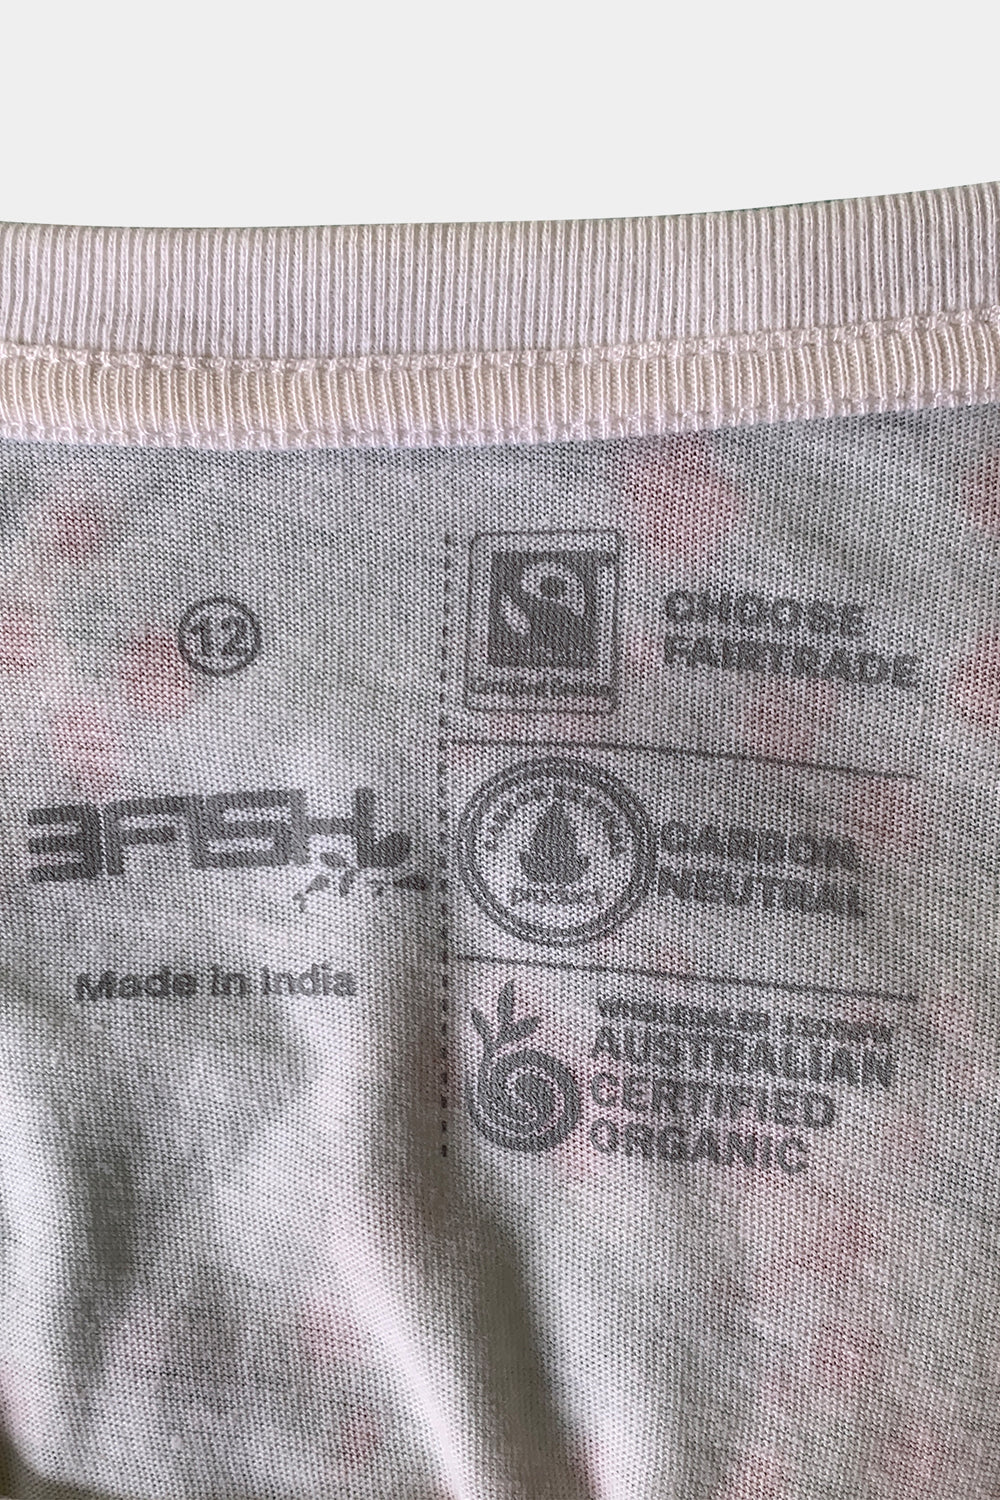 12
3FISH
Made in India
CHOOSE
FAIRTRADE
CARBON
NEUTRAL
AUSTRALIAN
CERTIFIED
ORGANIC